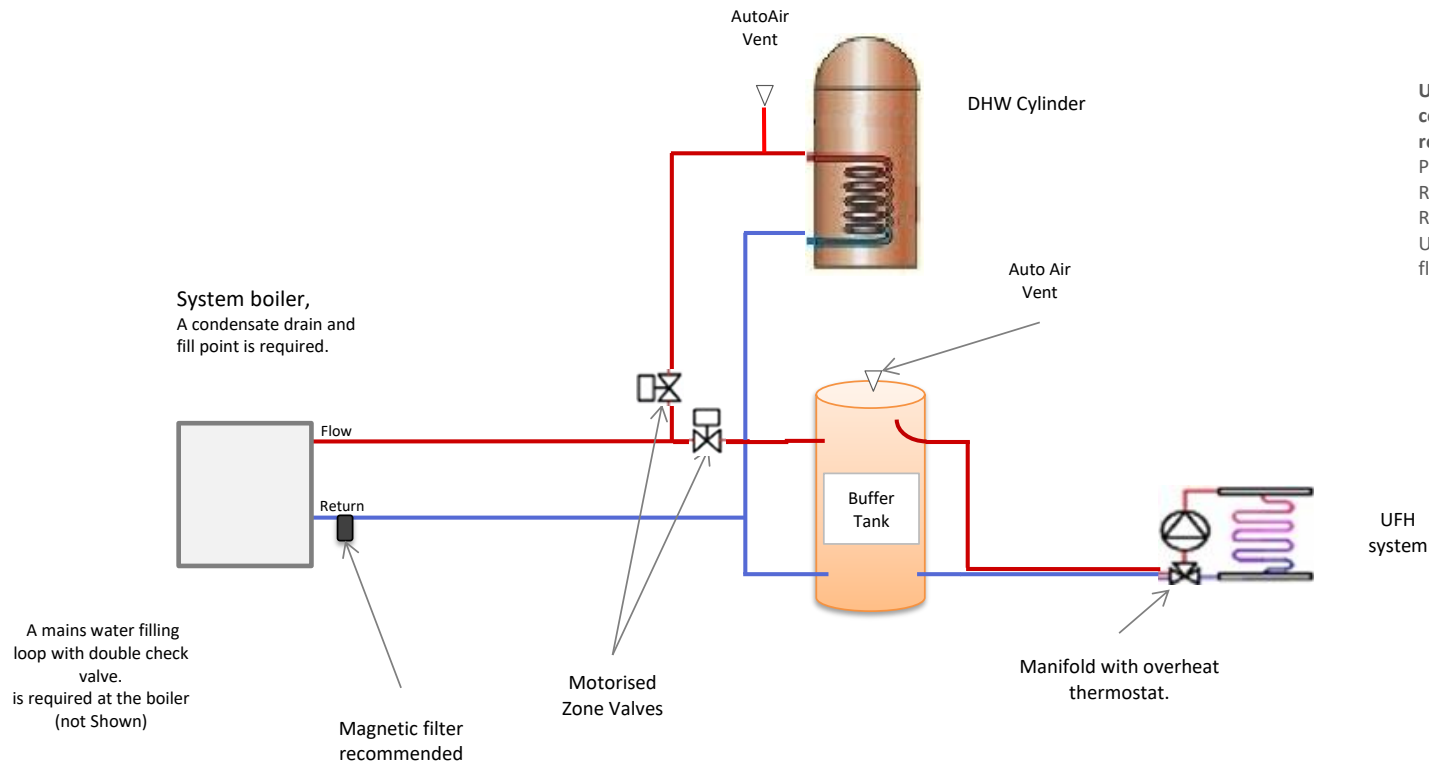 AutoAir
Vent
DHW Cylinder
Auto Air
Vent
System boiler,
A condensate drain and
fill point is required.
Flow
Return
Buffer
Tank
UFH
system
A mains water filling
loop with double check
valve.
is required at the boiler
(not Shown)
Magnetic filter
recommended
Motorised
Zone Valves
Manifold with overheat
thermostat.